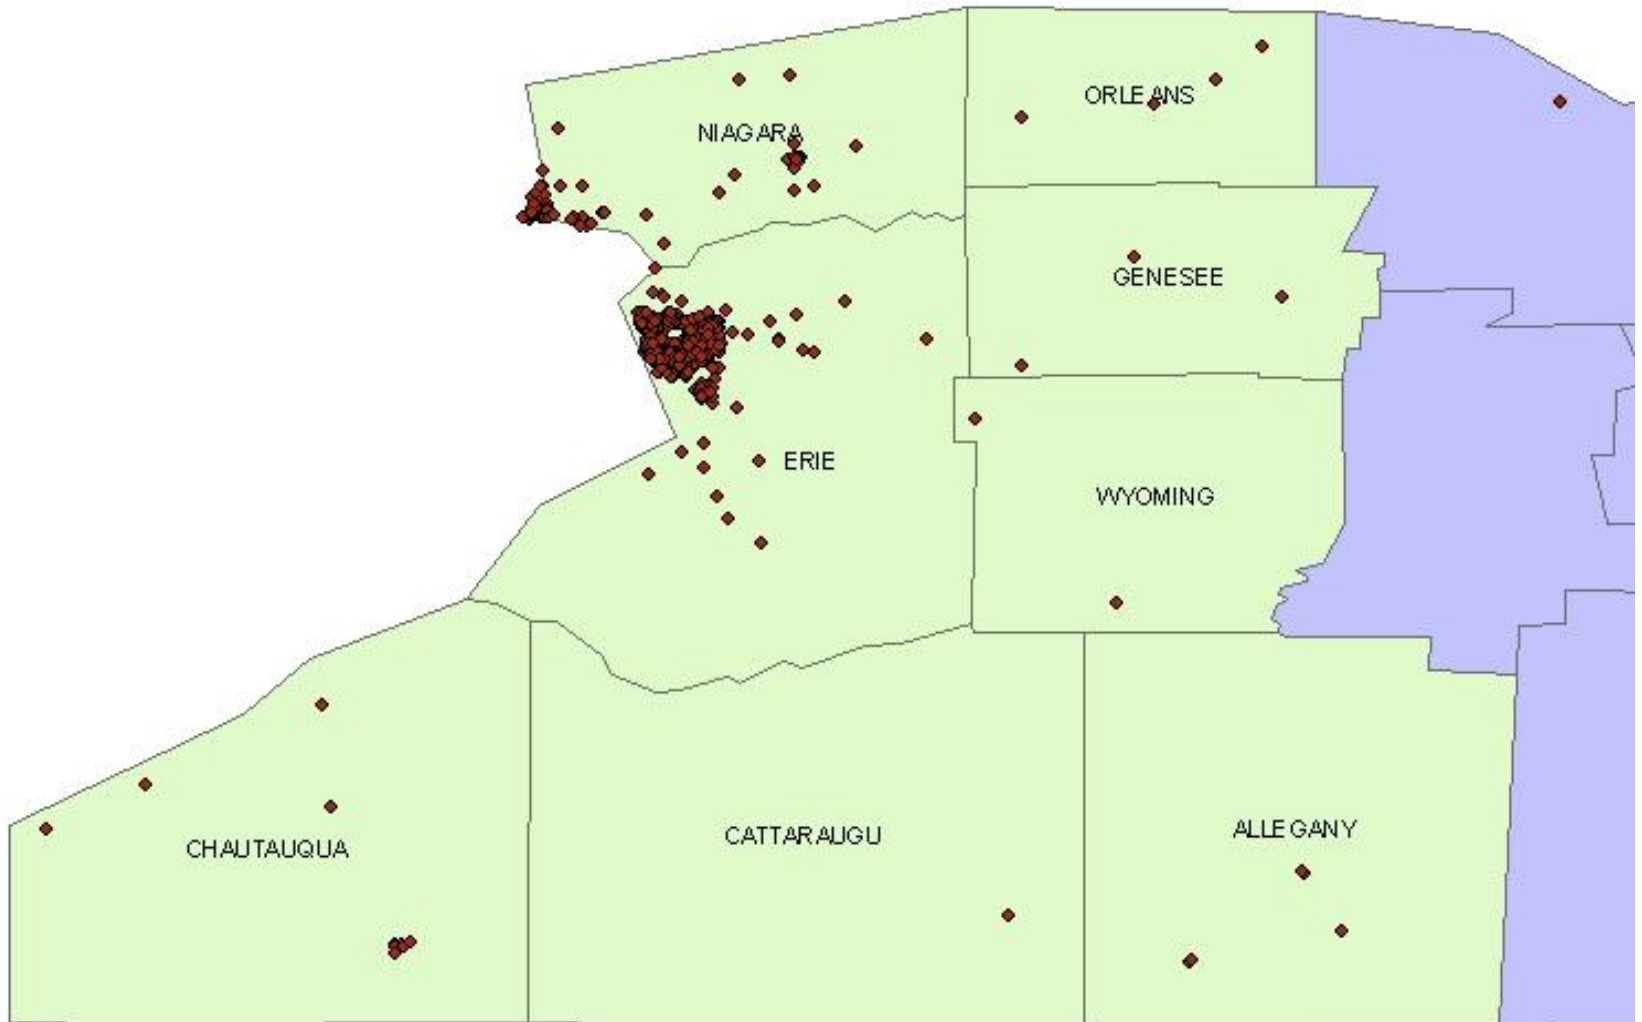 ORLEANS
NIAGARA
GENESEE
ERIE
WYOMING
ALLEGANY
CATTARAUGU
CHAUTAUQUA